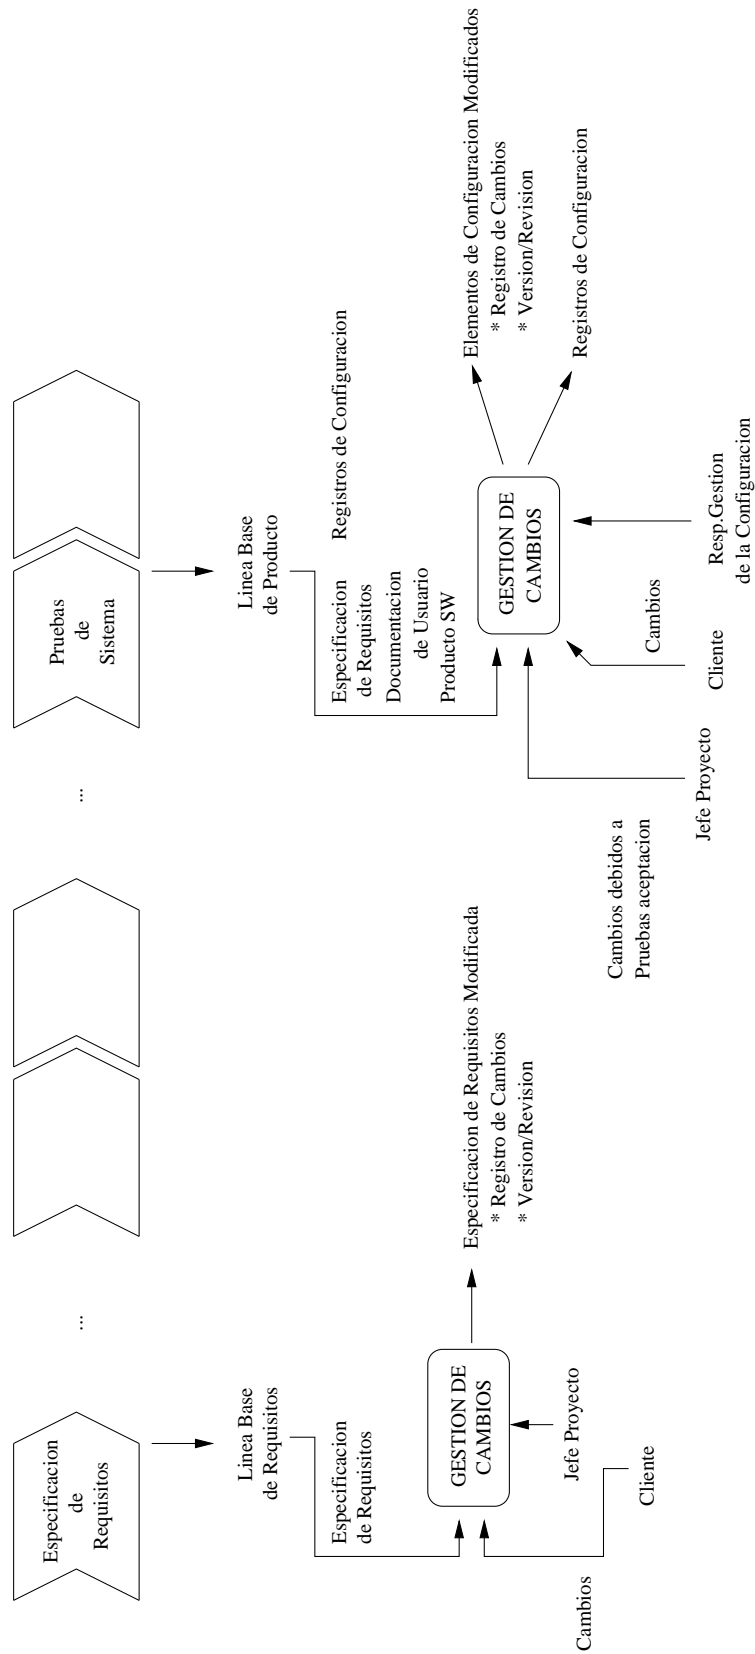 Especificacion
de
Requisitos
...
...
Pruebas
de
Sistema
Linea Base
de Requisitos
Especificacion
de Requisitos
GESTION DE
CAMBIOS
Especificacion de Requisitos Modificada
* Registro de Cambios
* Version/Revision
Jefe Proyecto
Cambios
Cliente
Linea Base
de Producto
Especificacion
de Requisitos
Documentacion
de Usuario
Producto SW
Registros de Configuracion
GESTION DE
CAMBIOS
Elementos de Configuracion Modificados
* Registro de Cambios
* Version/Revision
Registros de Configuracion
Cambios debidos a
Pruebas aceptacion
Jefe Proyecto
Cambios
Cliente
Resp.Gestion
de la Configuracion